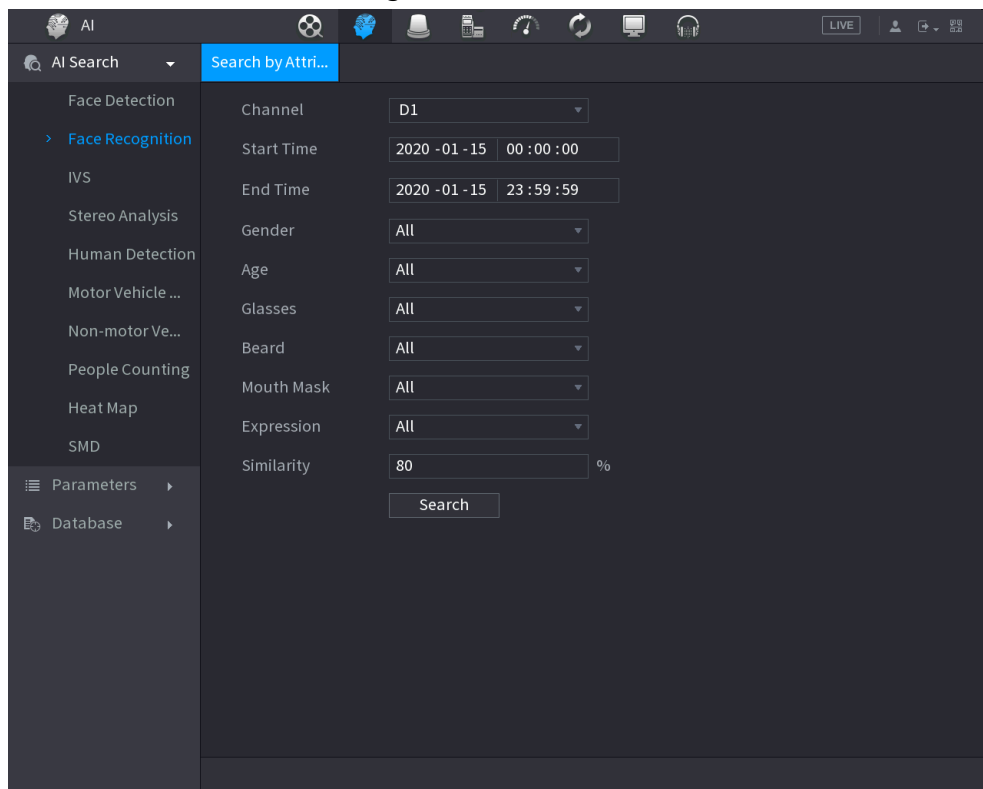 AI
LIVE
AI Search
Search by Attri...
Face Detection
Channel D1
Face Recognition
Start Time 2020 -01 -15 00 : 00 : 00
IVS
End Time 2020 -01 -15 23 : 59 : 59
Stereo Analysis
Gender All
Human Detection
Age All
Motor Vehicle ...
Glasses All
Non-motor Ve...
Beard All
People Counting
Mouth Mask All
Heat Map
Expression All
SMD
Similarity 80 %
Parameters
Search
Database